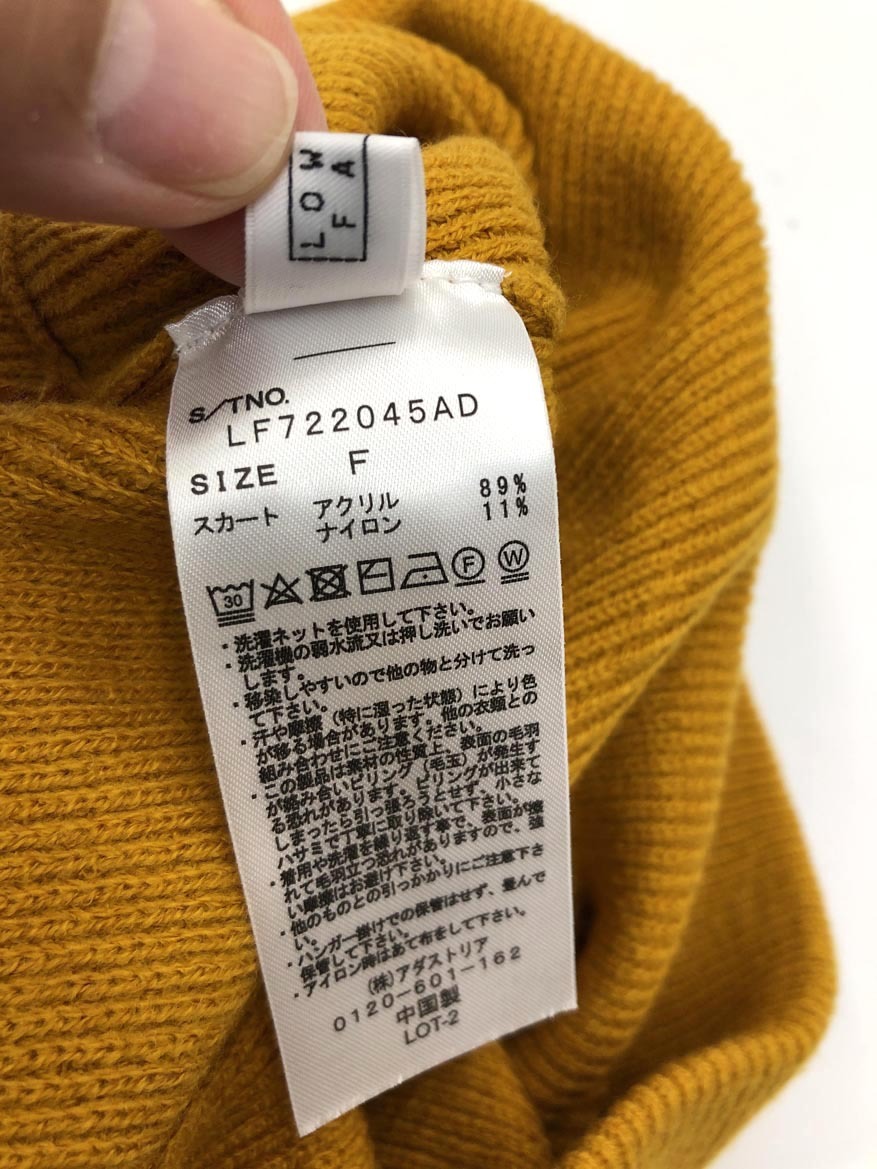 LOW
FA
S/TNO.
LF722045AD
SIZE F
スカート アクリル 89%
ナイロン 11%
30
F
W
・洗濯ネットを使用して下さい。
・洗濯機の弱水流又は押し洗いでお願い
します。
・移染しやすいので他の物と分けて洗っ
て下さい。
・汗や摩擦（特に湿った状態）により色
が移る場合があります。他の衣類との
組み合わせにご注意ください。
・この製品は素材の性質上、表面の毛羽
が絡み合いピリング（毛玉）が発生す
る恐れがあります。ピリングが出来て
しまったら引っ張ろうとせず、小さな
ハサミで丁寧に取り除いて下さい。
・着用や洗濯を繰り返す事で、表面が擦
れて毛羽立つ恐れがありますので、強
い摩擦はお避け下さい。
・他のものとの引っかかりにご注意下さ
い。
・ハンガー掛けでの保管はせず、畳んで
保管して下さい。
・アイロン時はあて布をして下さい。
（株）アダストリア
0120-601-162
中国製
LOT-2